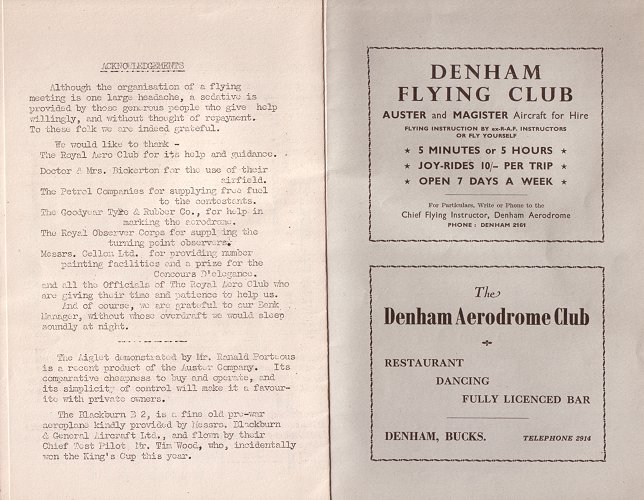 ACKNOWLEDGEMENTS
Although the organisation of a flying
meeting is one large headache, a sedative is
provided by those generous people who give help
willingly, and without thought of repayment.
To these folk we are indeed grateful.
We would like to thank -
The Royal Aero Club for its help and guidance.
Doctor & Mrs. Bickerton for the use of their
airfield.
The Petrol Companies for supplying free fuel
to the contestants.
The Goodyear Tyre & Rubber Co., for help in
marking the aerodrome.
The Royal Observer Corps for supplying the
turning point observers.
Messrs. Cellon Ltd. for providing number
painting facilities and a prize for the
Concours D'elegance.
and all the Officials of The Royal Aero Club who
are giving their time and patience to help us.
And of course, we are grateful to our Bank
Manager, without whose overdraft we would sleep
soundly at night.
The Aiglet demonstrated by Mr. Ranald Porteous
is a recent product of the Auster Company. Its
comparative cheapness to buy and operate, and
its simplicity of control will make it a favour-
ite with private owners.
The Blackburn B 2, is a fine old pre-war
aeroplane kindly provided by Messrs. Blackburn
& General Aircraft Ltd., and flown by their
Chief Test Pilot Mr. Tim Wood, who, incidentally
won the King's Cup this year.
DENHAM
FLYING CLUB
AUSTER and MAGISTER Aircraft for Hire
FLYING INSTRUCTION BY ex-R.A.F. INSTRUCTORS
OR FLY YOURSELF
★ 5 MINUTES or 5 HOURS ★
★ JOY-RIDES 10/- PER TRIP ★
★ OPEN 7 DAYS A WEEK ★
For Particulars, Write or Phone to the
Chief Flying Instructor, Denham Aerodrome
PHONE : DENHAM 2161
The
Denham Aerodrome Club
RESTAURANT
DANCING
FULLY LICENCED BAR
DENHAM, BUCKS. TELEPHONE 2914